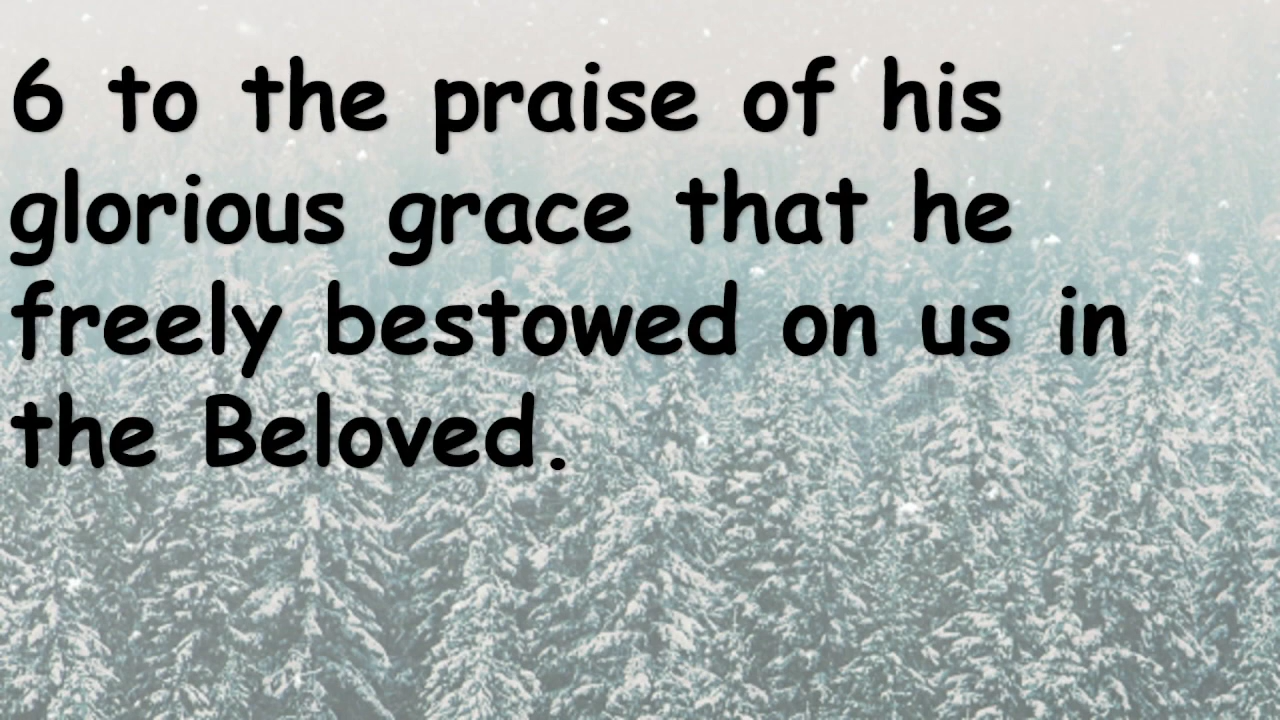 6 to the praise of his
glorious grace that he
freely bestowed on us in
the Beloved.